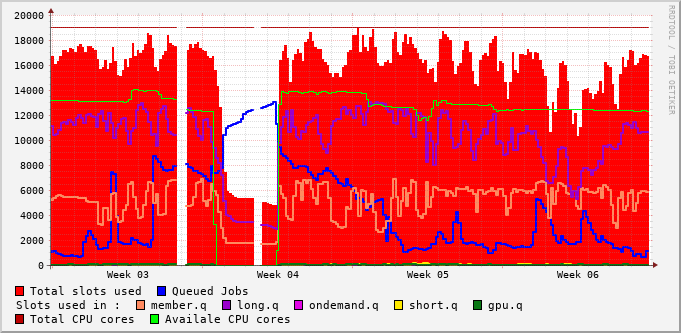 20000
18000
16000
14000
12000
10000
8000
6000
4000
2000
0
Week 03 Week 04 Week 05 Week 06
Total slots used Queued Jobs
Slots used in : member.q long.q ondemand.q short.q gpu.q
Total CPU cores Availale CPU cores
RRDTOOL / TOBI OETIKER